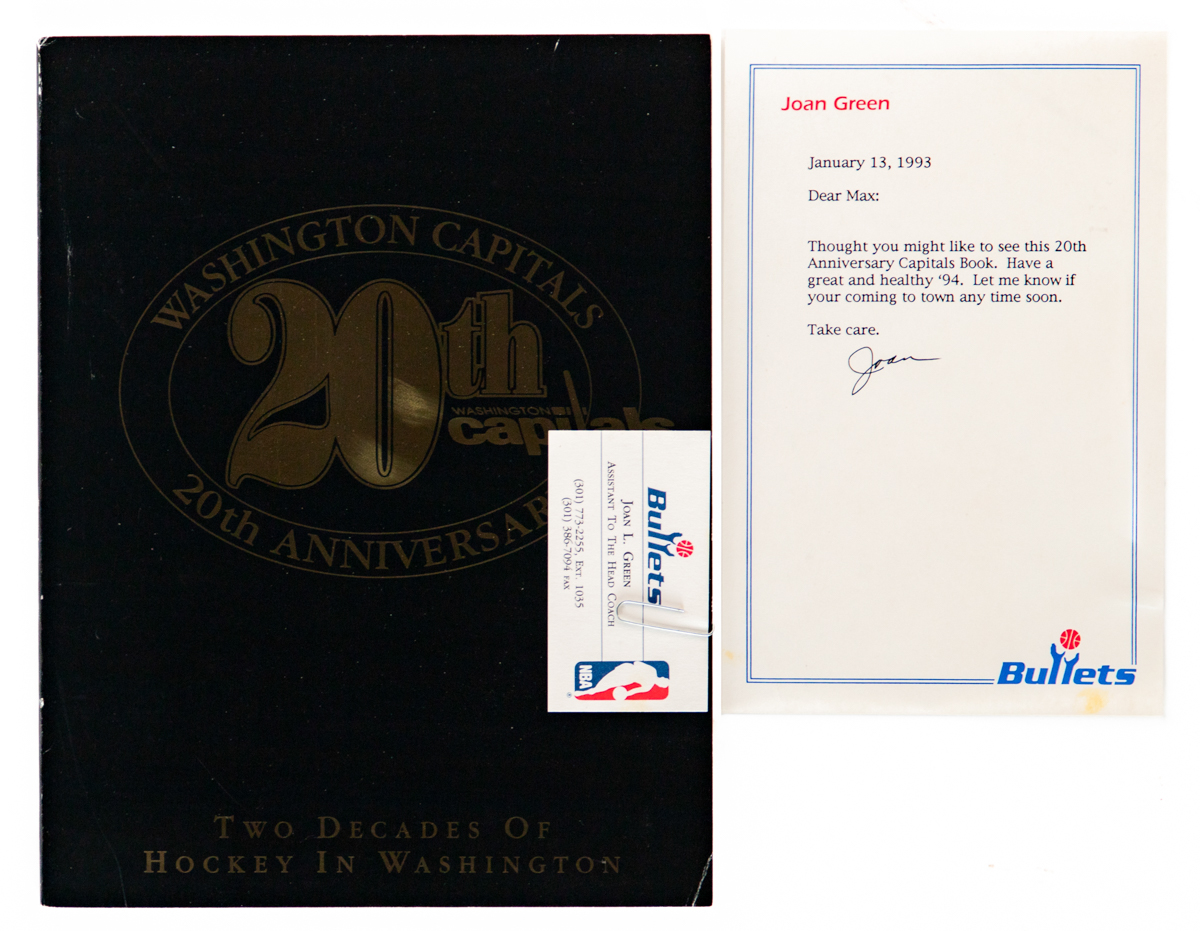 WASHINGTON CAPITALS
20th
WASHINGTON
capitals
20th ANNIVERSAR
TWO DECADES OF
HOCKEY IN WASHINGTON
Bullets
JOAN L. GREEN
ASSISTANT TO THE HEAD COACH
(301) 773-2255, EXT. 1035
(301) 386-7094 FAX
NBA
®
Joan Green
January 13, 1993
Dear Max:
Thought you might like to see this 20th
Anniversary Capitals Book. Have a
great and healthy '94. Let me know if
your coming to town any time soon.
Take care.
Joan
Bullets